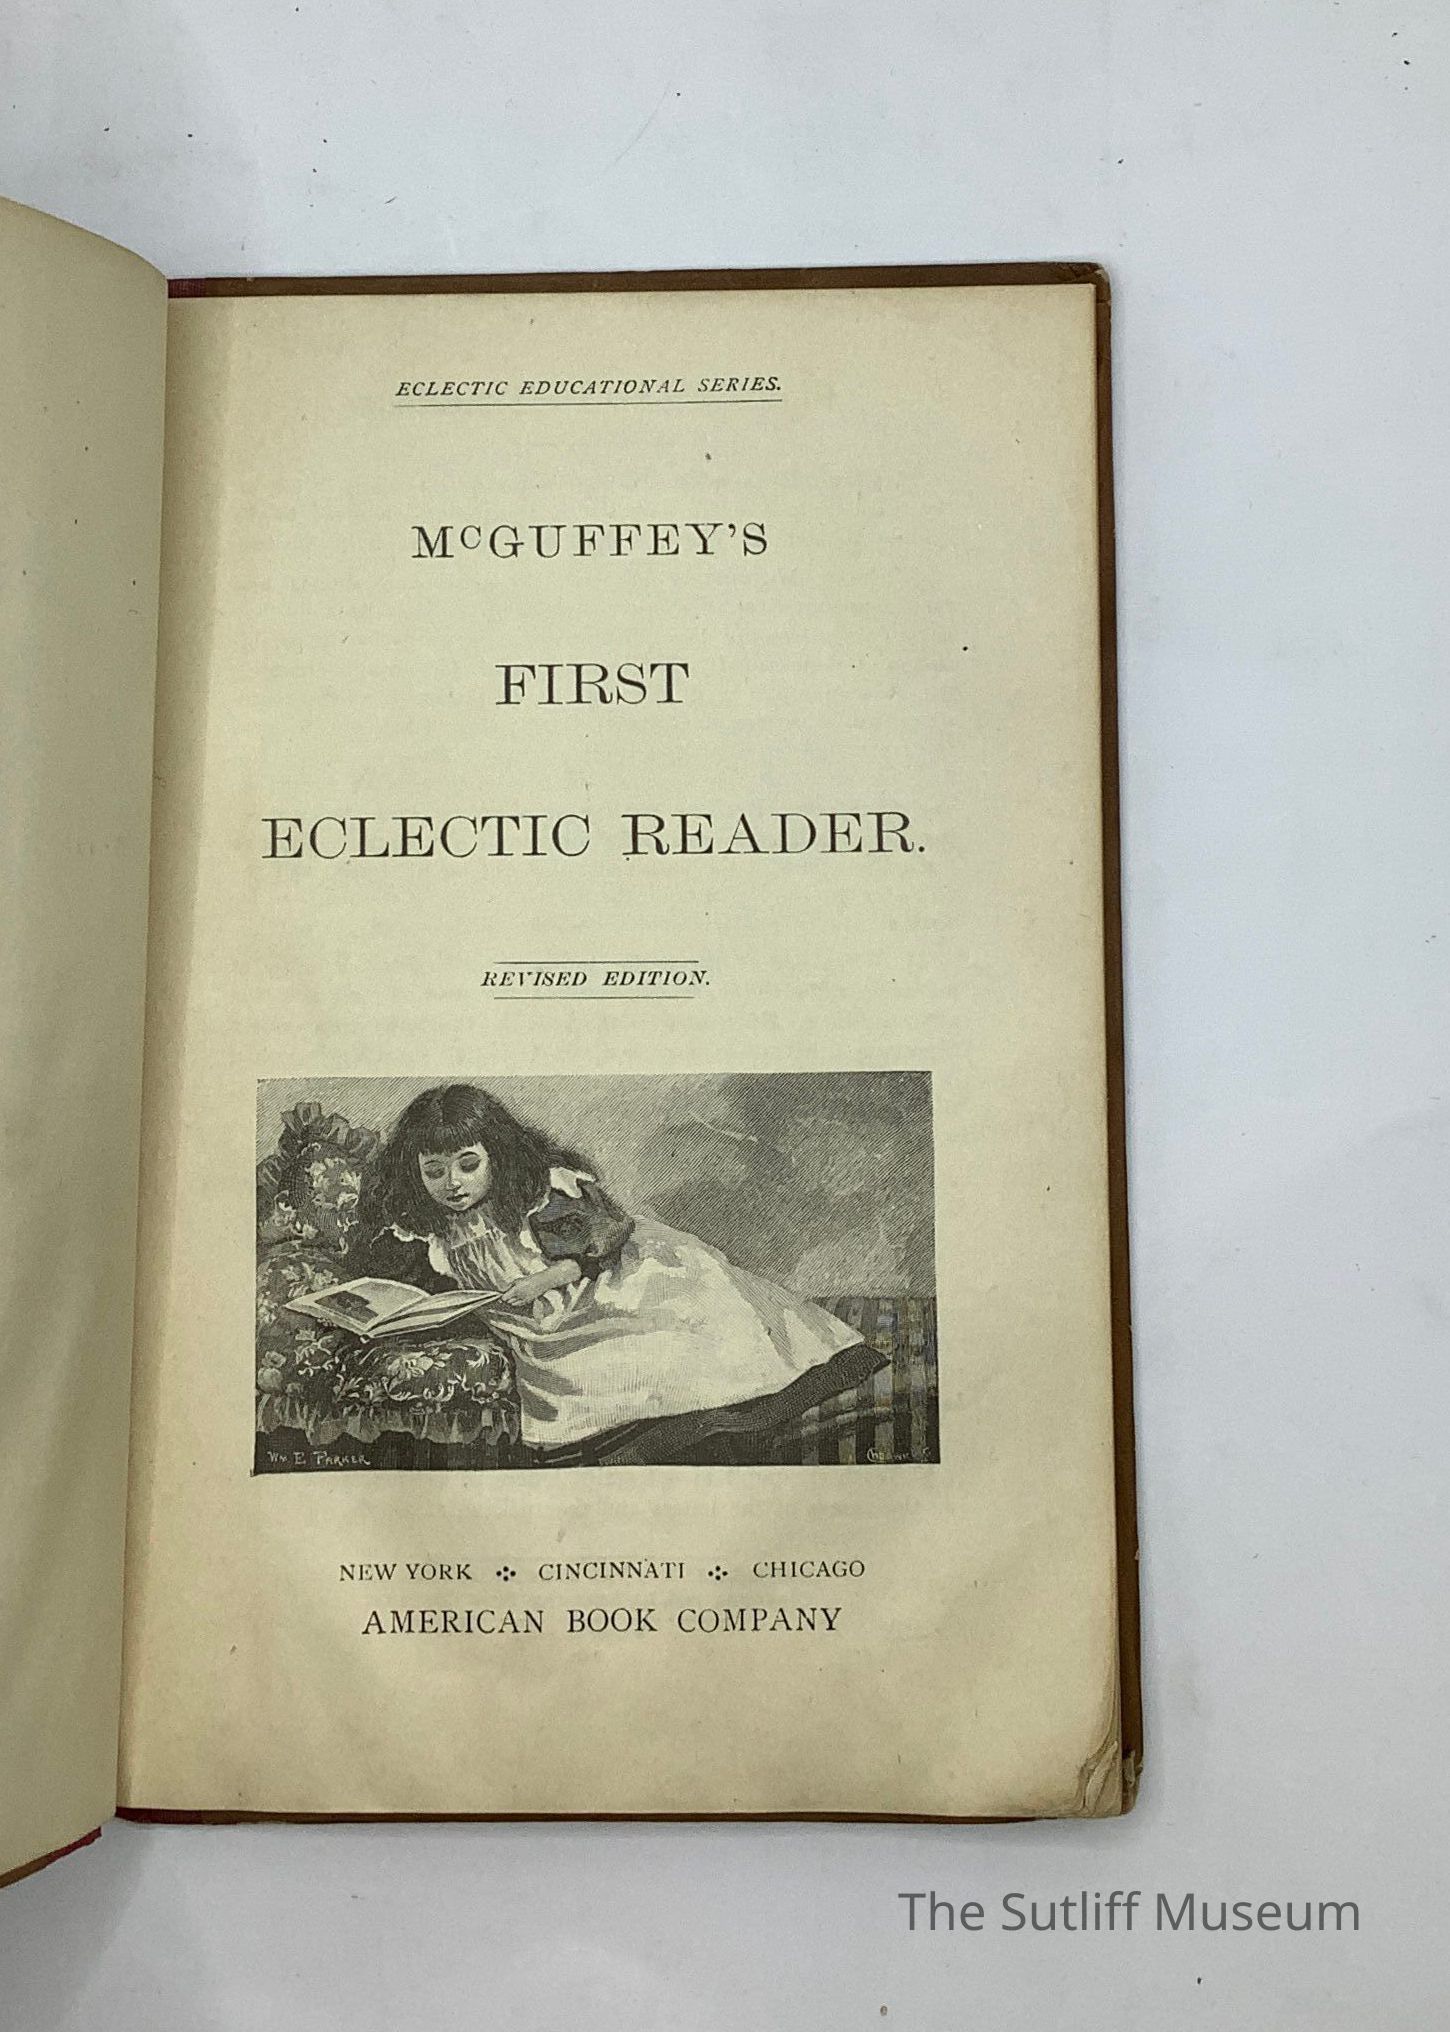 ECLECTIC EDUCATIONAL SERIES.
McGUFFEY'S
FIRST
ECLECTIC READER.
REVISED EDITION.
Wm E PARKER
NEW YORK CINCINNATI CHICAGO
AMERICAN BOOK COMPANY
The Sutliff Museum